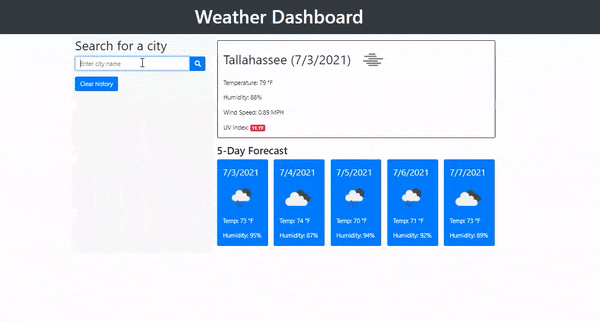 Weather Dashboard
Search for a city
Enter city name
Clear history
Tallahassee (7/3/2021)
Temperature: 79 °F
Humidity: 88%
Wind Speed: 0.89 MPH
UV Index: 11.17
5-Day Forecast
7/3/2021
Temp: 73 °F
Humidity: 95%
7/4/2021
Temp: 74 °F
Humidity: 87%
7/5/2021
Temp: 70 °F
Humidity: 94%
7/6/2021
Temp: 71 °F
Humidity: 92%
7/7/2021
Temp: 73 °F
Humidity: 89%